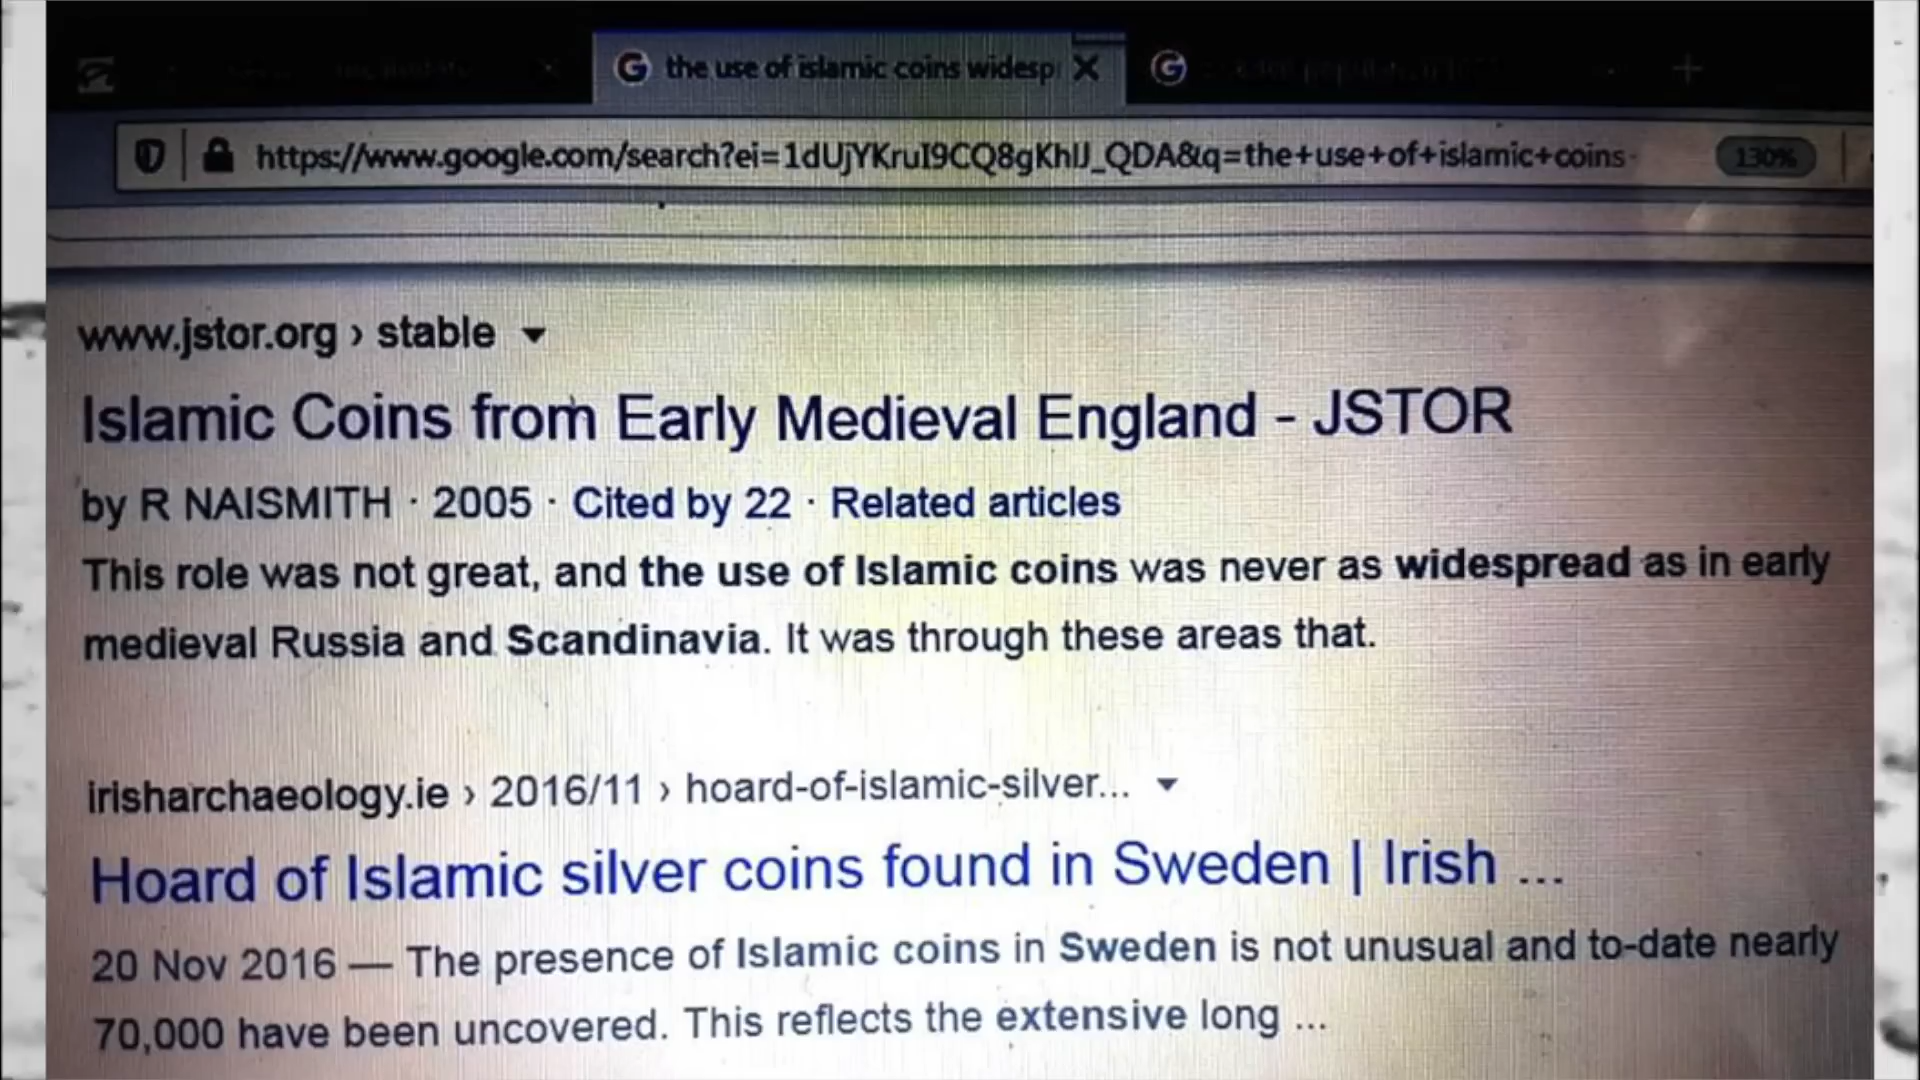 the use of islamic coins widesp
https://www.google.com/search?ei=1dUjYKruI9CQ8gKhIJ_QDA&q=the+use+of+islamic+coins
130%
www.jstor.org › stable
Islamic Coins from Early Medieval England - JSTOR
by R NAISMITH · 2005 · Cited by 22 · Related articles
This role was not great, and the use of Islamic coins was never as widespread as in early
medieval Russia and Scandinavia. It was through these areas that.
irisharchaeology.ie › 2016/11 › hoard-of-islamic-silver...
Hoard of Islamic silver coins found in Sweden | Irish ...
20 Nov 2016 — The presence of Islamic coins in Sweden is not unusual and to-date nearly
70,000 have been uncovered. This reflects the extensive long ...